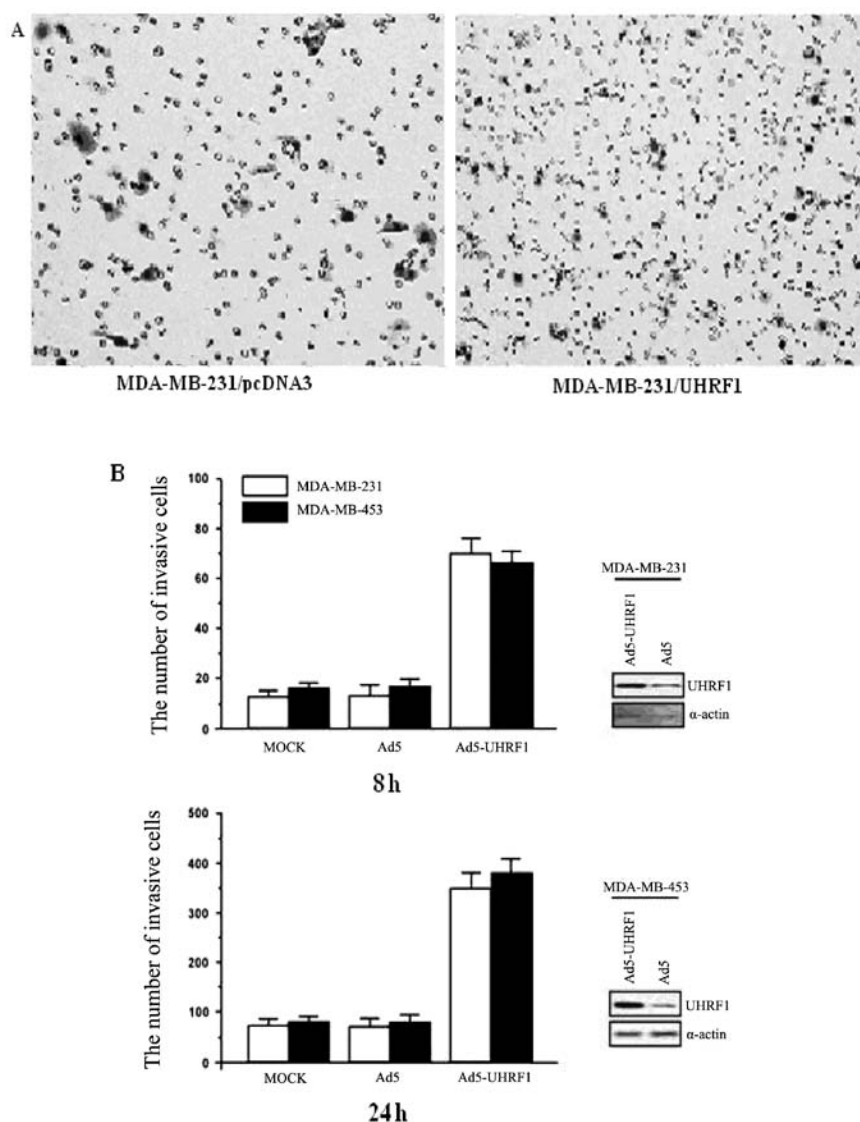 A
MDA-MB-231/pcDNA3
MDA-MB-231/UHRF1
B
The number of invasive cells
100
80
60
40
20
0
MDA-MB-231
MDA-MB-453
MOCK
Ad5
Ad5-UHRF1
8h
MDA-MB-231
Ad5-UHRF1
Ad5
UHRF1
α-actin
The number of invasive cells
500
400
300
200
100
0
MOCK
Ad5
Ad5-UHRF1
24h
MDA-MB-453
Ad5-UHRF1
Ad5
UHRF1
α-actin